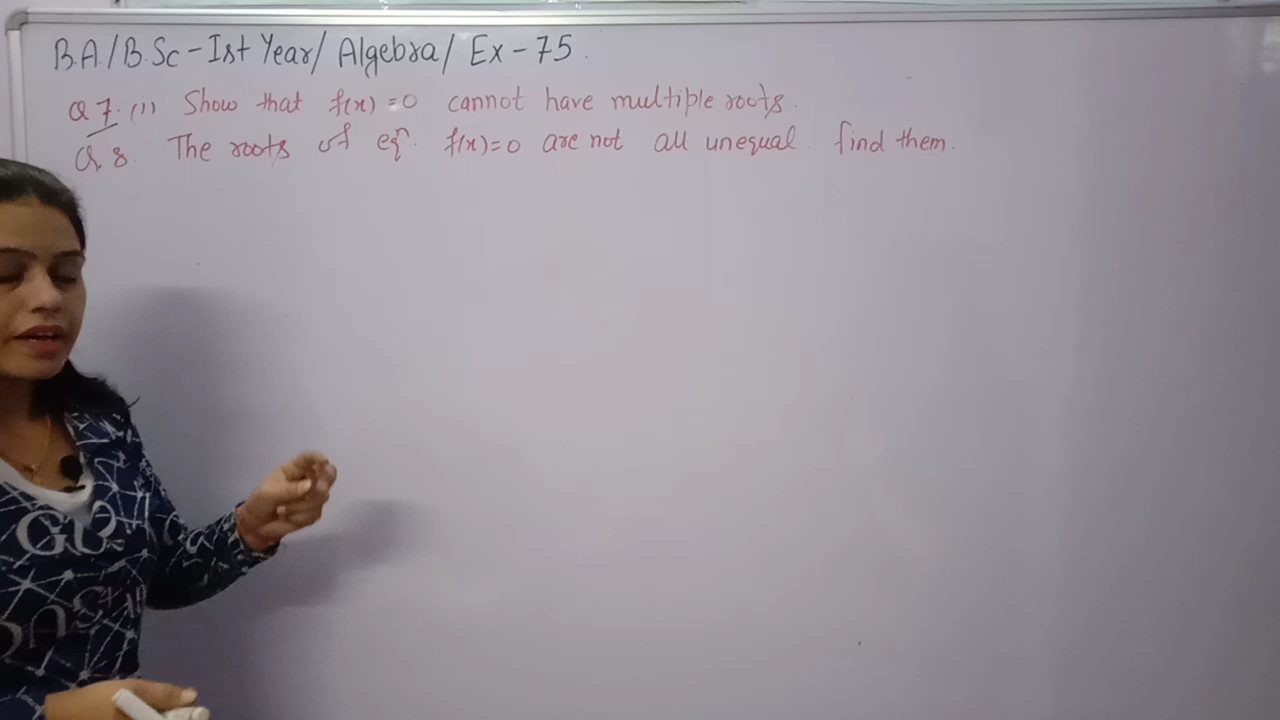 B.A./B.Sc - Ist Year/ Algebra/ Ex - 75.
Q 7. (1) Show that f(x) = 0 cannot have multiple roots.
Q. 8. The roots of eqn. f(x) = 0 are not all unequal. find them.